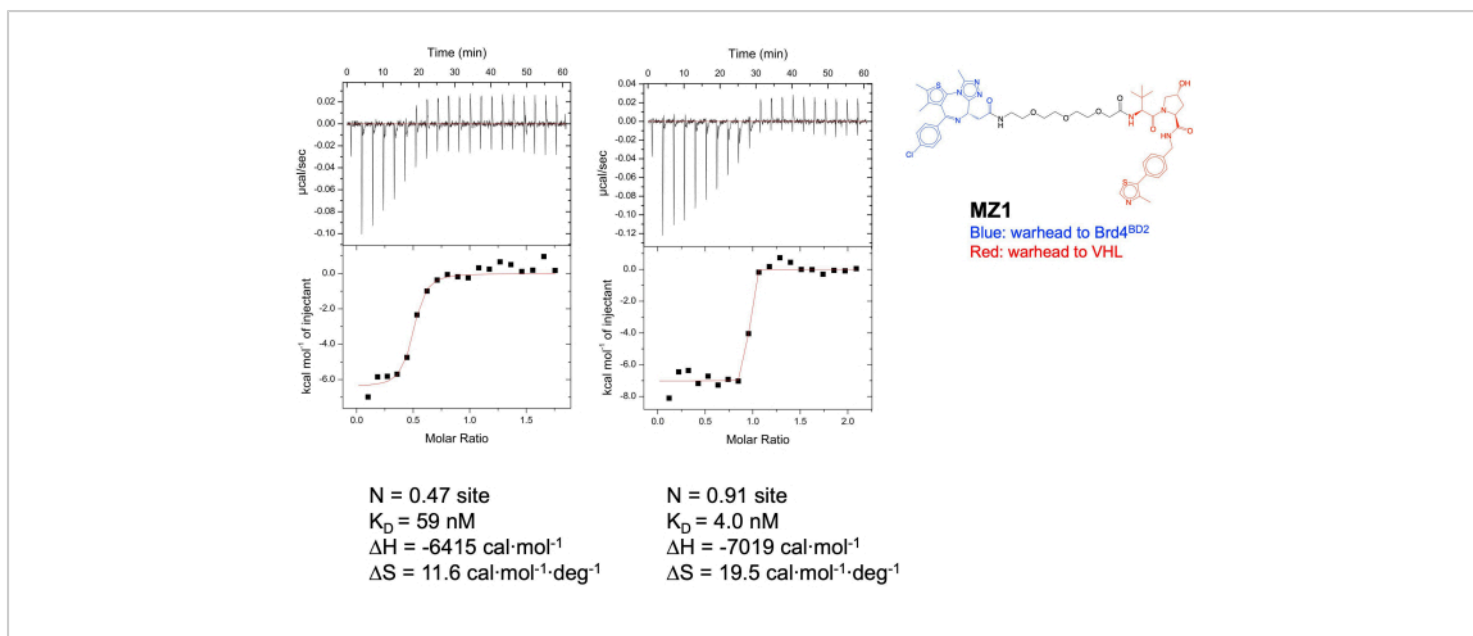 Time (min)
0 10 20 30 40 50 60
0.02
0.00
-0.02
-0.04
-0.06
-0.08
-0.10
µcal/sec
0.0
-2.0
-4.0
-6.0
kcal mol⁻¹ of injectant
0.0 0.5 1.0 1.5
Molar Ratio
N = 0.47 site
K_D = 59 nM
ΔH = -6415 cal·mol⁻¹
ΔS = 11.6 cal·mol⁻¹·deg⁻¹
Time (min)
0 10 20 30 40 50 60
0.04
0.02
0.00
-0.02
-0.04
-0.06
-0.08
-0.10
-0.12
µcal/sec
0.0
-2.0
-4.0
-6.0
-8.0
kcal mol⁻¹ of injectant
0.0 0.5 1.0 1.5 2.0
Molar Ratio
N = 0.91 site
K_D = 4.0 nM
ΔH = -7019 cal·mol⁻¹
ΔS = 19.5 cal·mol⁻¹·deg⁻¹
S N N N N Cl O N H O O O O HN O N OH O HN S N
MZ1
Blue: warhead to Brd4ᴮᴰ²
Red: warhead to VHL